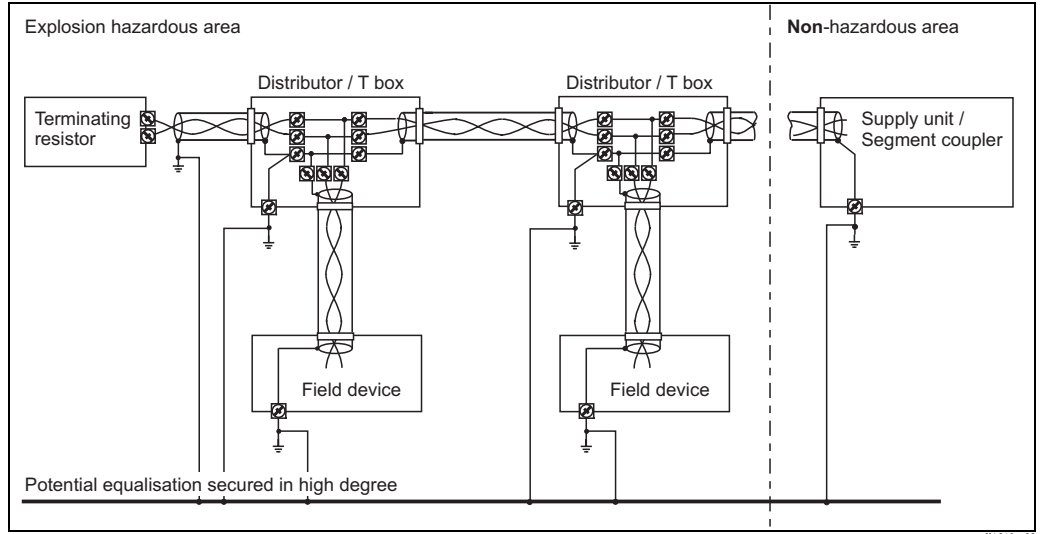 Explosion hazardous area
Non-hazardous area
Distributor / T box
Distributor / T box
Terminating
resistor
Supply unit /
Segment coupler
Field device
Field device
Potential equalisation secured in high degree